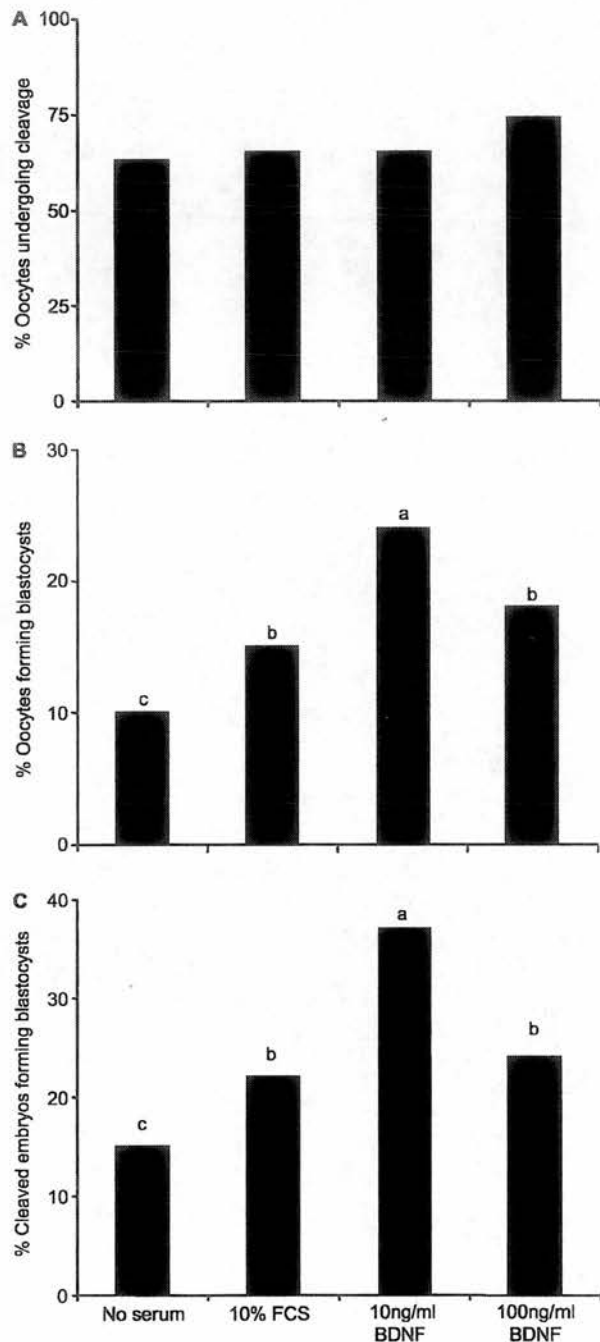 A
100
75
50
25
0
% Oocytes undergoing cleavage
B
30
20
10
0
% Oocytes forming blastocysts
c
b
a
b
C
40
30
20
10
0
% Cleaved embryos forming blastocysts
c
b
a
b
No serum
10% FCS
10ng/ml
BDNF
100ng/ml
BDNF